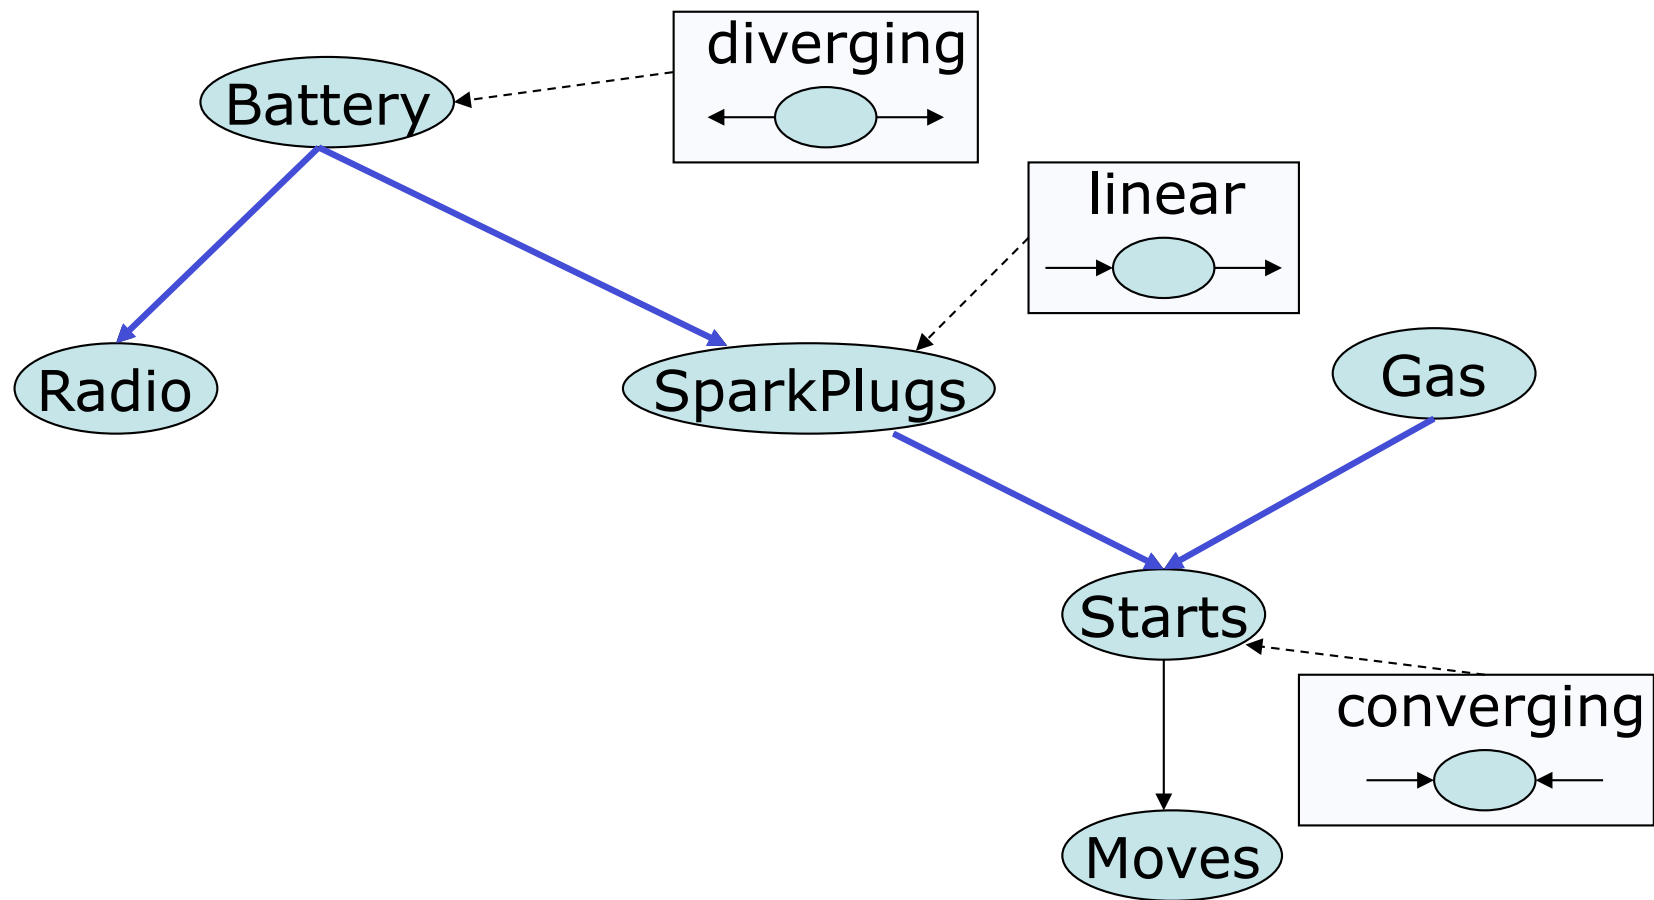 diverging
Battery
linear
Radio
SparkPlugs
Gas
Starts
converging
Moves